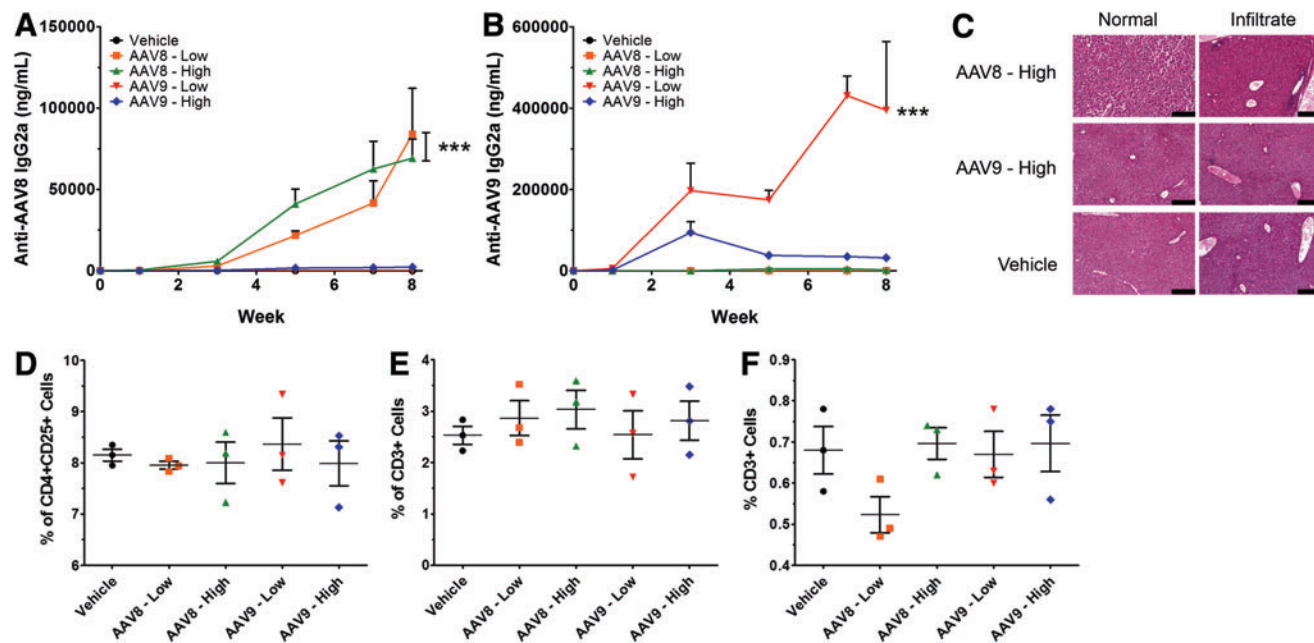 A
Anti-AAV8 IgG2a (ng/mL)
150000
100000
50000
0
0 2 4 6 8
Week
Vehicle
AAV8 - Low
AAV8 - High
AAV9 - Low
AAV9 - High
***
B
Anti-AAV9 IgG2a (ng/mL)
600000
400000
200000
0
0 2 4 6 8
Week
Vehicle
AAV8 - Low
AAV8 - High
AAV9 - Low
AAV9 - High
***
C
Normal Infiltrate
AAV8 - High
AAV9 - High
Vehicle
D
% of CD4+CD25+ Cells
10
9
8
7
6
Vehicle
AAV8 - Low
AAV8 - High
AAV9 - Low
AAV9 - High
E
% of CD3+ Cells
4
3
2
1
0
Vehicle
AAV8 - Low
AAV8 - High
AAV9 - Low
AAV9 - High
F
% CD3+ Cells
0.9
0.8
0.7
0.6
0.5
0.4
Vehicle
AAV8 - Low
AAV8 - High
AAV9 - Low
AAV9 - High